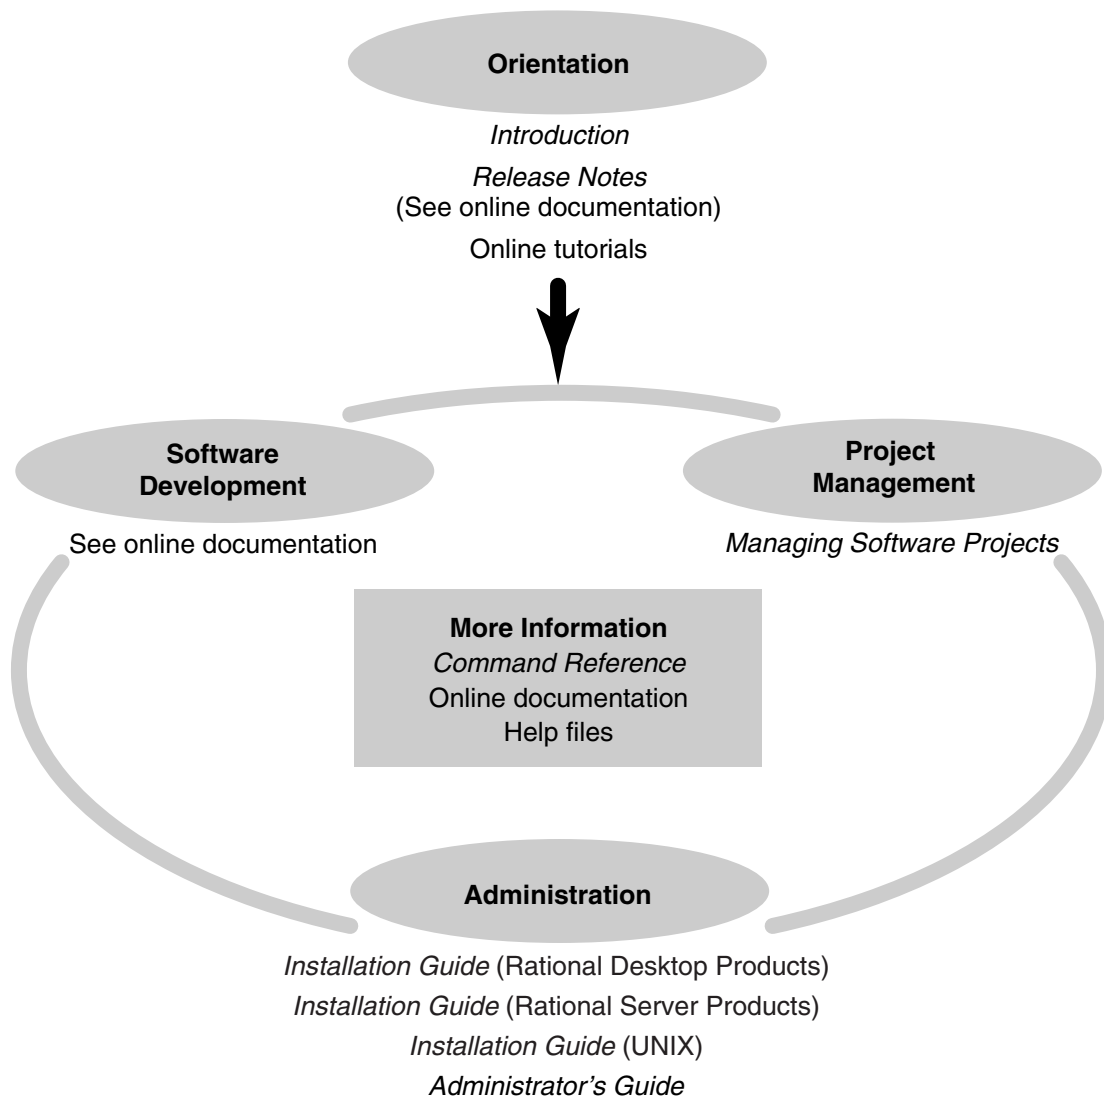 Orientation
Introduction
Release Notes
(See online documentation)
Online tutorials
Software
Development
See online documentation
Project
Management
Managing Software Projects
More Information
Command Reference
Online documentation
Help files
Administration
Installation Guide (Rational Desktop Products)
Installation Guide (Rational Server Products)
Installation Guide (UNIX)
Administrator’s Guide